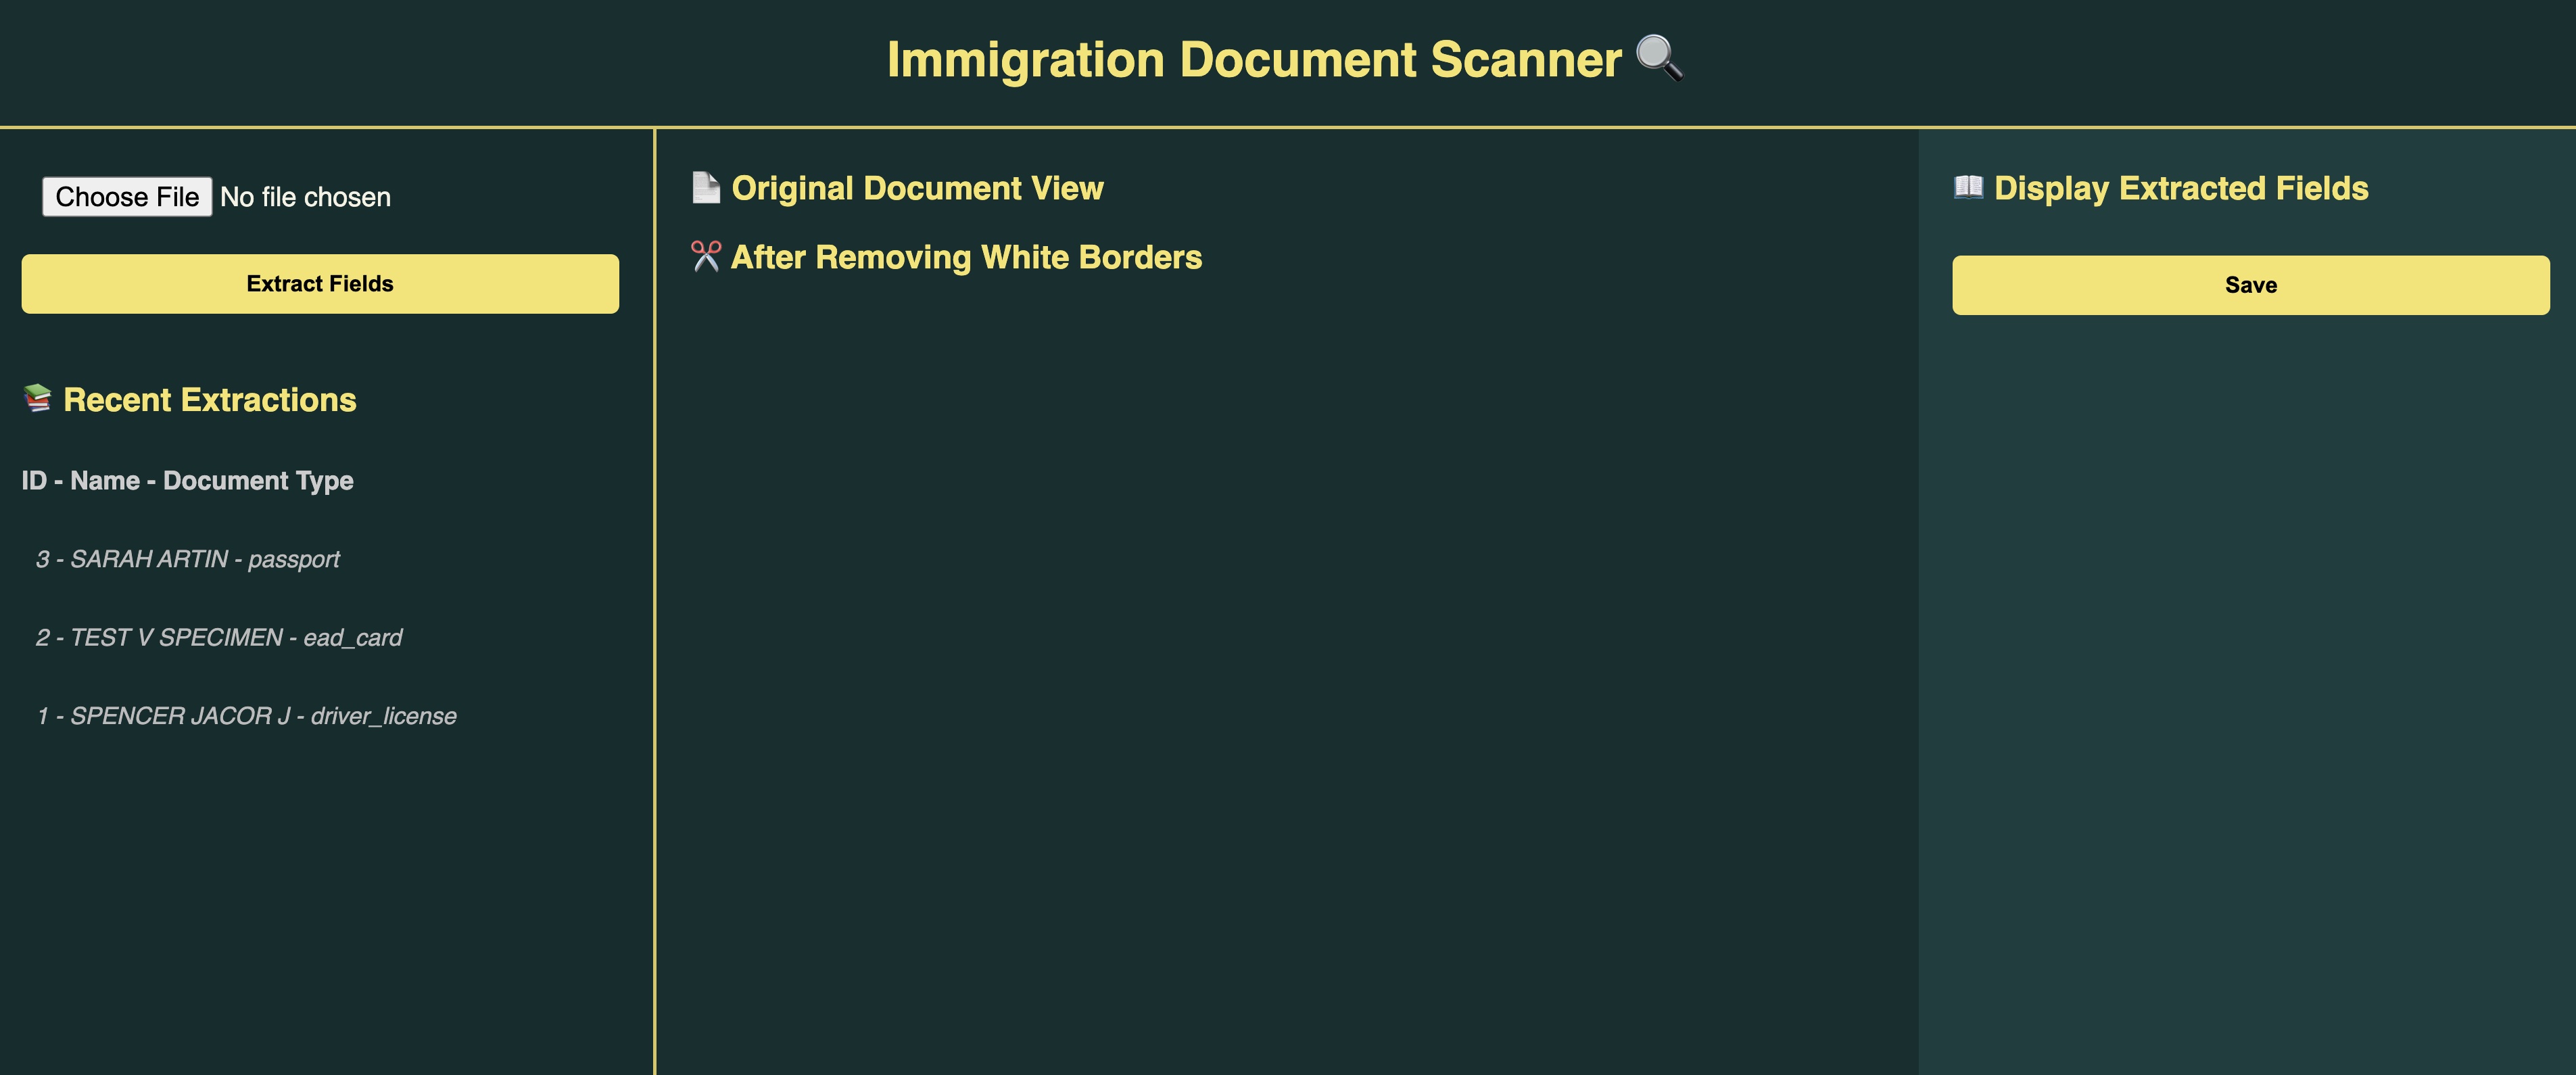 Immigration Document Scanner 🔍
Choose File No file chosen
Extract Fields
📚 Recent Extractions
ID - Name - Document Type
3 - SARAH ARTIN - passport
2 - TEST V SPECIMEN - ead_card
1 - SPENCER JACOR J - driver_license
📄 Original Document View
✂️ After Removing White Borders
📖 Display Extracted Fields
Save